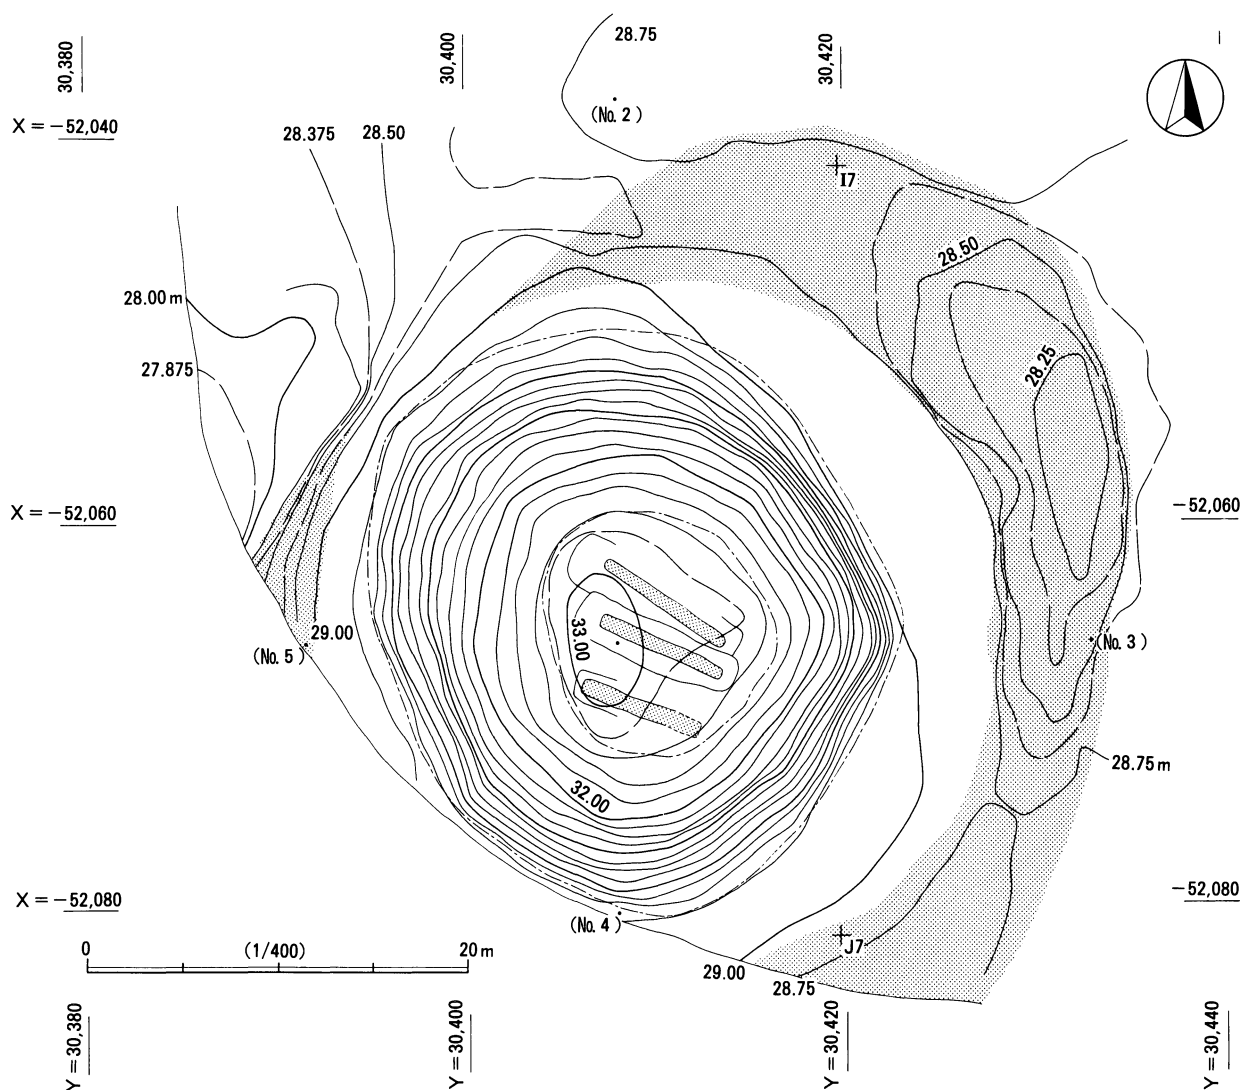 30,380
30,400
30,420
28.75
(No. 2)
X = −52,040
28.375
28.50
I7
28.50
28.00 m
27.875
28.25
X = −52,060
−52,060
33.00
29.00
(No. 5)
(No. 3)
28.75 m
32.00
X = −52,080
−52,080
(No. 4)
J7
0
(1/400)
20 m
29.00
28.75
Y = 30,380
Y = 30,400
Y = 30,420
Y = 30,440